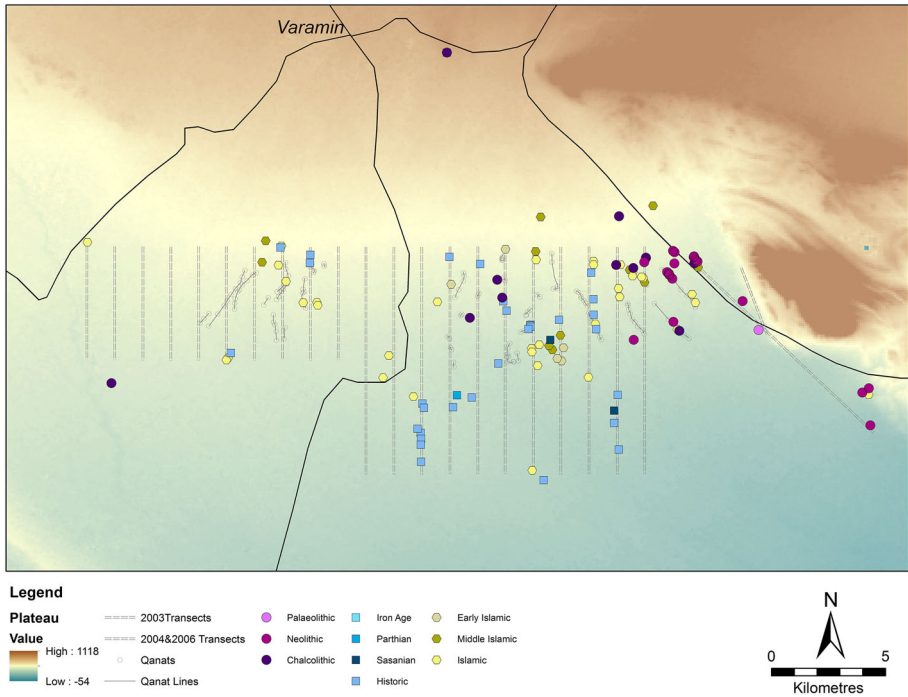 Varamin
Legend
Plateau
Value
High : 1118
Low : -54
2003Transects
2004&2006 Transects
Qanats
Qanat Lines
Palaeolithic
Neolithic
Chalcolithic
Iron Age
Parthian
Sasanian
Historic
Early Islamic
Middle Islamic
Islamic
N
0 5
Kilometres